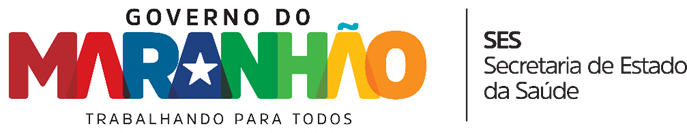 GOVERNO DO
MARANHÃO
TRABALHANDO PARA TODOS
SES
Secretaria de Estado
da Saúde